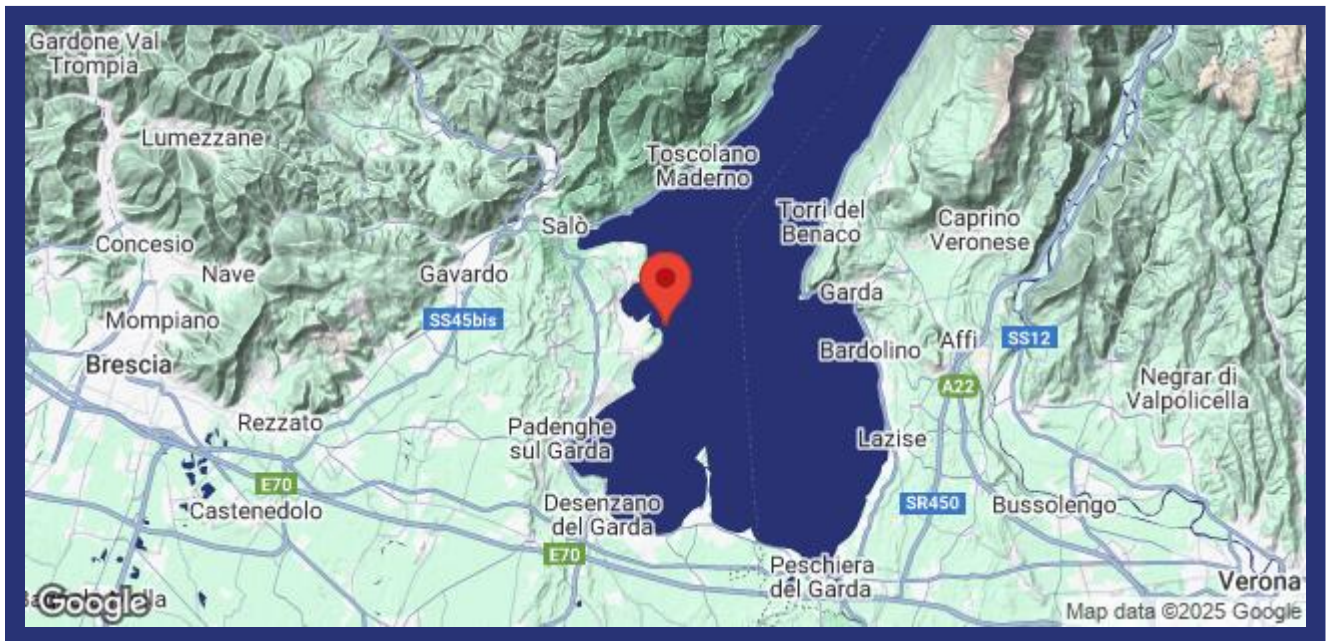 Gardone Val
Trompia
Lumezzane
Toscolano
Maderno
Salò
Torri del
Benaco
Caprino
Veronese
Concesio
Nave
Gavardo
Garda
Mompiano
SS45bis
SS12
Brescia
Bardolino
Affi
A22
Negrar di
Valpolicella
Rezzato
Padenghe
sul Garda
Lazise
E70
Castenedolo
Desenzano
del Garda
SR450
Bussolengo
E70
Peschiera
del Garda
Verona
Google
Map data ©2025 Google